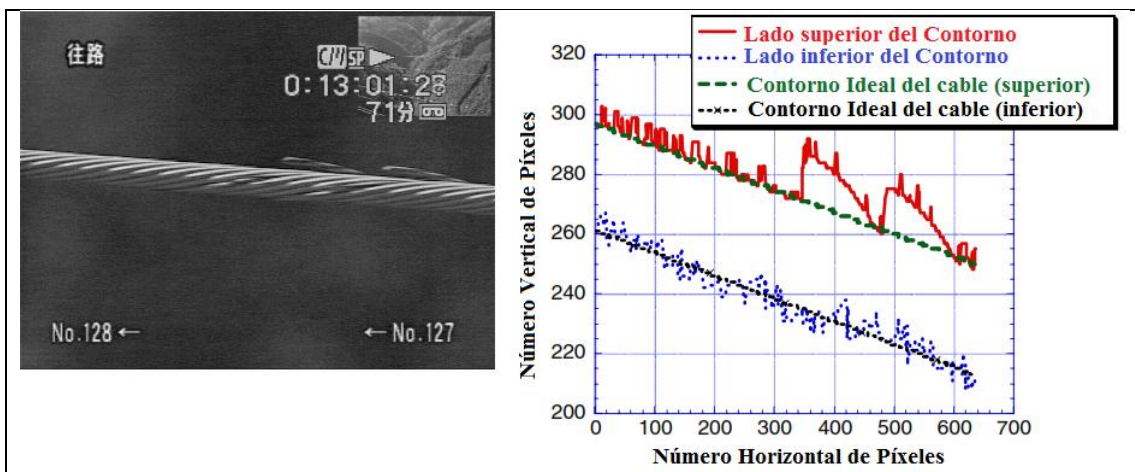 往路
CM SP
0:13:01:28
71分
No.128 ←
← No.127
Lado superior del Contorno
Lado inferior del Contorno
Contorno Ideal del cable (superior)
Contorno Ideal del cable (inferior)
Número Vertical de Píxeles
320
300
280
260
240
220
200
0 100 200 300 400 500 600 700
Número Horizontal de Píxeles